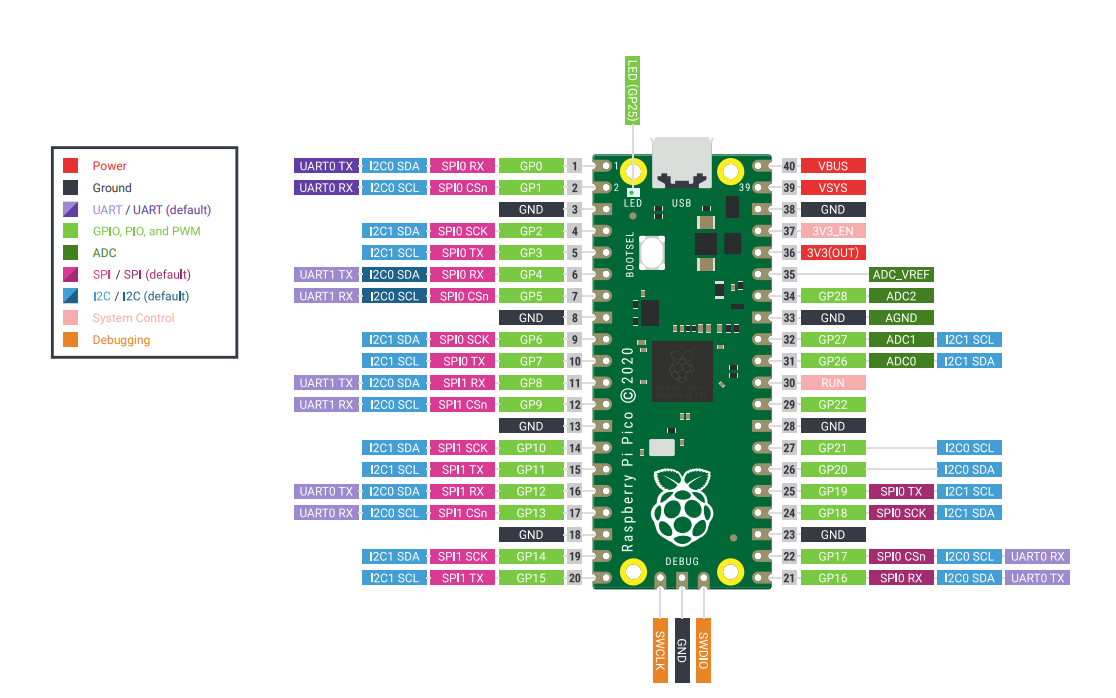 LED (GP25)
Power
Ground
UART / UART (default)
GPIO, PIO, and PWM
ADC
SPI / SPI (default)
I2C / I2C (default)
System Control
Debugging
UART0 TX I2C0 SDA SPI0 RX GP0 1 1 40 VBUS
UART0 RX I2C0 SCL SPI0 CSn GP1 2 2 39 39 VSYS
LED USB
GND 3 38 GND
I2C1 SDA SPI0 SCK GP2 4 37 3V3_EN
I2C1 SCL SPI0 TX GP3 5 36 3V3(OUT)
BOOTSEL
UART1 TX I2C0 SDA SPI0 RX GP4 6 35 ADC_VREF
UART1 RX I2C0 SCL SPI0 CSn GP5 7 34 GP28 ADC2
GND 8 33 GND AGND
I2C1 SDA SPI0 SCK GP6 9 32 GP27 ADC1 I2C1 SCL
I2C1 SCL SPI0 TX GP7 10 31 GP26 ADC0 I2C1 SDA
UART1 TX I2C0 SDA SPI1 RX GP8 11 30 RUN
UART1 RX I2C0 SCL SPI1 CSn GP9 12 29 GP22
GND 13 28 GND
I2C1 SDA SPI1 SCK GP10 14 27 GP21 I2C0 SCL
I2C1 SCL SPI1 TX GP11 15 26 GP20 I2C0 SDA
UART0 TX I2C0 SDA SPI1 RX GP12 16 25 GP19 SPI0 TX I2C1 SCL
UART0 RX I2C0 SCL SPI1 CSn GP13 17 24 GP18 SPI0 SCK I2C1 SDA
GND 18 23 GND
Raspberry Pi Pico © 2020
I2C1 SDA SPI1 SCK GP14 19 22 GP17 SPI0 CSn I2C0 SCL UART0 RX
DEBUG
I2C1 SCL SPI1 TX GP15 20 21 GP16 SPI0 RX I2C0 SDA UART0 TX
SWCLK
GND
SWDIO